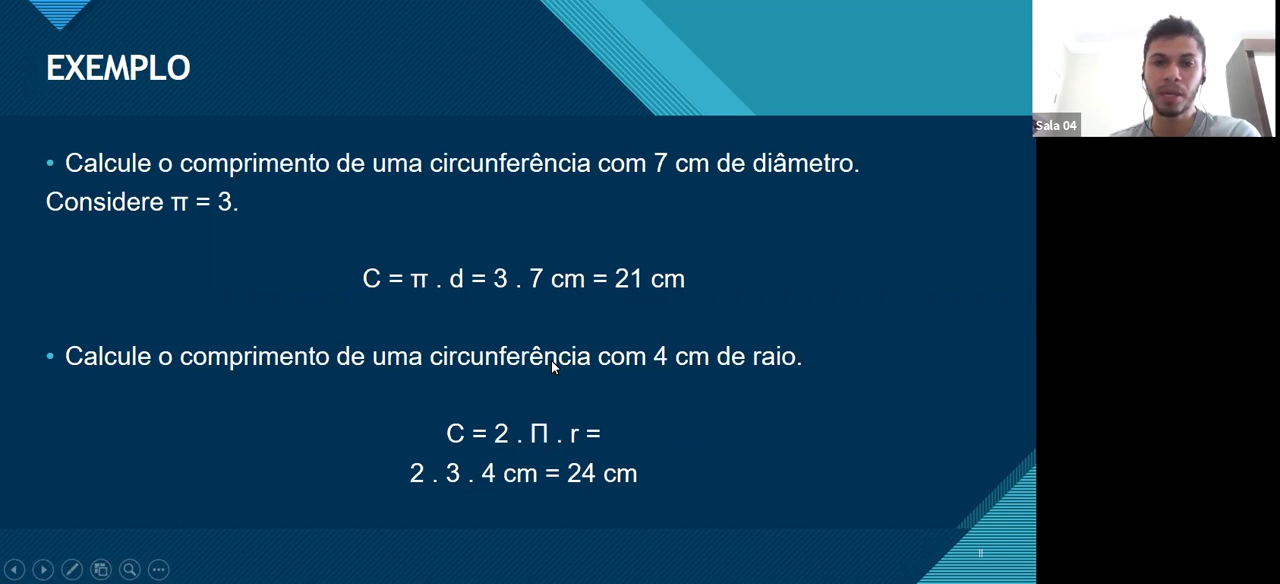 EXEMPLO
• Calcule o comprimento de uma circunferência com 7 cm de diâmetro.
Considere π = 3.
C = π . d = 3 . 7 cm = 21 cm
• Calcule o comprimento de uma circunferência com 4 cm de raio.
C = 2 . Π . r =
2 . 3 . 4 cm = 24 cm
Sala 04